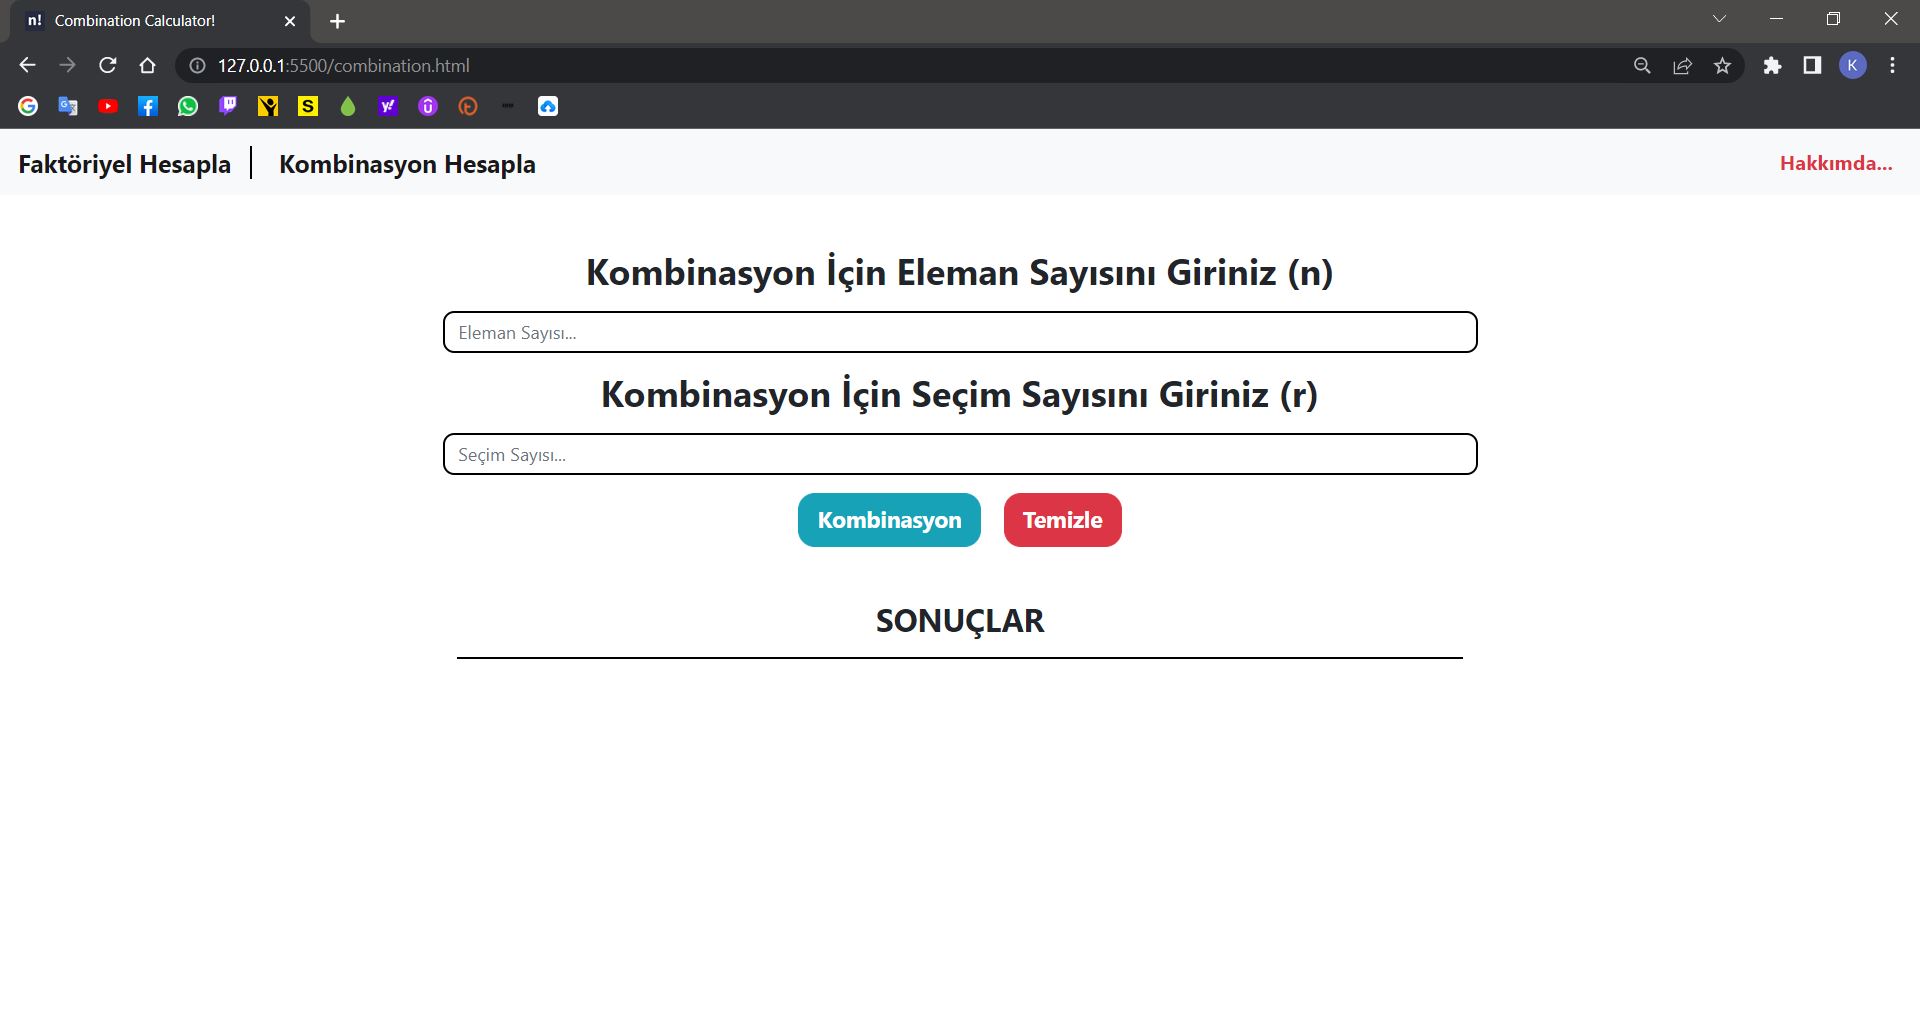 n! Combination Calculator!
127.0.0.1:5500/combination.html
K
S
Faktöriyel Hesapla
Kombinasyon Hesapla
Hakkımda...
Kombinasyon İçin Eleman Sayısını Giriniz (n)
Eleman Sayısı...
Kombinasyon İçin Seçim Sayısını Giriniz (r)
Seçim Sayısı...
Kombinasyon
Temizle
SONUÇLAR